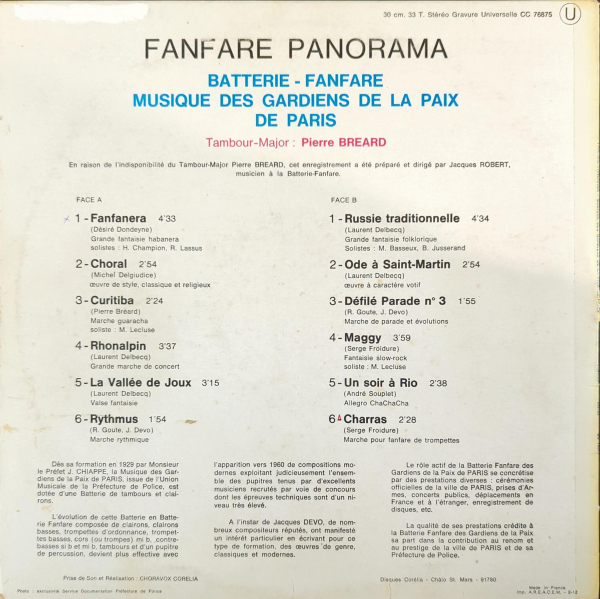 30 cm. 33 T. Stéréo Gravure Universelle CC 76875 U
FANFARE PANORAMA
BATTERIE - FANFARE
MUSIQUE DES GARDIENS DE LA PAIX
DE PARIS
Tambour-Major : Pierre BREARD
En raison de l'indisponibilité du Tambour-Major Pierre BREARD, cet enregistrement a été préparé et dirigé par Jacques ROBERT,
musicien à la Batterie-Fanfare.
FACE A
1 - Fanfanera 4'33
(Désiré Dondeyne)
Grande fantaisie habanera
solistes : H. Champion, R. Lassus
2 - Choral 2'54
(Michel Delgiudice)
œuvre de style, classique et religieux
3 - Curitiba 2'24
(Pierre Bréard)
Marche guaracha
soliste : M. Lecluse
4 - Rhonalpin 3'37
(Laurent Delbecq)
Grande marche de concert
5 - La Vallée de Joux 3'15
(Laurent Delbecq)
Valse fantaisie
6 - Rythmus 1'54
(R. Goute, J. Devo)
Marche rythmique
FACE B
1 - Russie traditionnelle 4'34
(Laurent Delbecq)
Grande fantaisie folklorique
Solistes : M. Basseux, B. Jusserand
2 - Ode à Saint-Martin 2'54
(Laurent Delbecq)
œuvre à caractère votif
3 - Défilé Parade n° 3 1'55
(R. Goute, J. Devo)
Marche de parade et évolutions
4 - Maggy 3'59
(Serge Froidure)
Fantaisie slow-rock
soliste : M. Lecluse
5 - Un soir à Rio 2'38
(André Souplet)
Allegro ChaChaCha
6 Charras 2'28
(Serge Froidure)
Marche pour fanfare de trompettes
Dès sa formation en 1929 par Monsieur
le Préfet J. CHIAPPE, la Musique des Gar-
diens de la Paix de PARIS, issue de l'Union
Musicale de la Préfecture de Police, est
dotée d'une Batterie de tambours et clai-
rons.
L'évolution de cette Batterie en Batte-
rie Fanfare composée de clairons, clairons
basses, trompettes d'ordonnance, trompet-
tes basses, cors (ou trompes) mi b, contre-
basses si b et mi b, tambours et d'un pupitre
de percussion, devient plus effective avec
l'apparition vers 1960 de compositions mo-
dernes exploitant judicieusement l'ensem-
ble des pupitres tenus par d'excellents
musiciens recrutés par voie de concours
dont les épreuves techniques sont d'un ni-
veau très élevé.
A l'instar de Jacques DEVO, de nom-
breux compositeurs réputés, ont manifesté
un intérêt particulier en écrivant pour ce
type de formation, des œuvres de genre,
classiques et modernes.
Le rôle actif de la Batterie Fanfare des
Gardiens de la Paix de PARIS se concrétise
par des prestations diverses : cérémonies
officielles de la ville de PARIS, prises d'Ar-
mes, concerts publics, déplacements en
France et à l'étranger, enregistrement de
disques, etc.
La qualité de ses prestations crédite à
la Batterie Fanfare des Gardiens de la Paix
sa part dans la contribution au renom et
au prestige de la ville de PARIS et de sa
Préfecture de Police.
Prise de Son et Réalisation : CHORAVOX CORELIA
Disques Corélia - Châlo St. Mars - 91780
Photo : exclusivité Service Documentation Préfecture de Police
Made in France